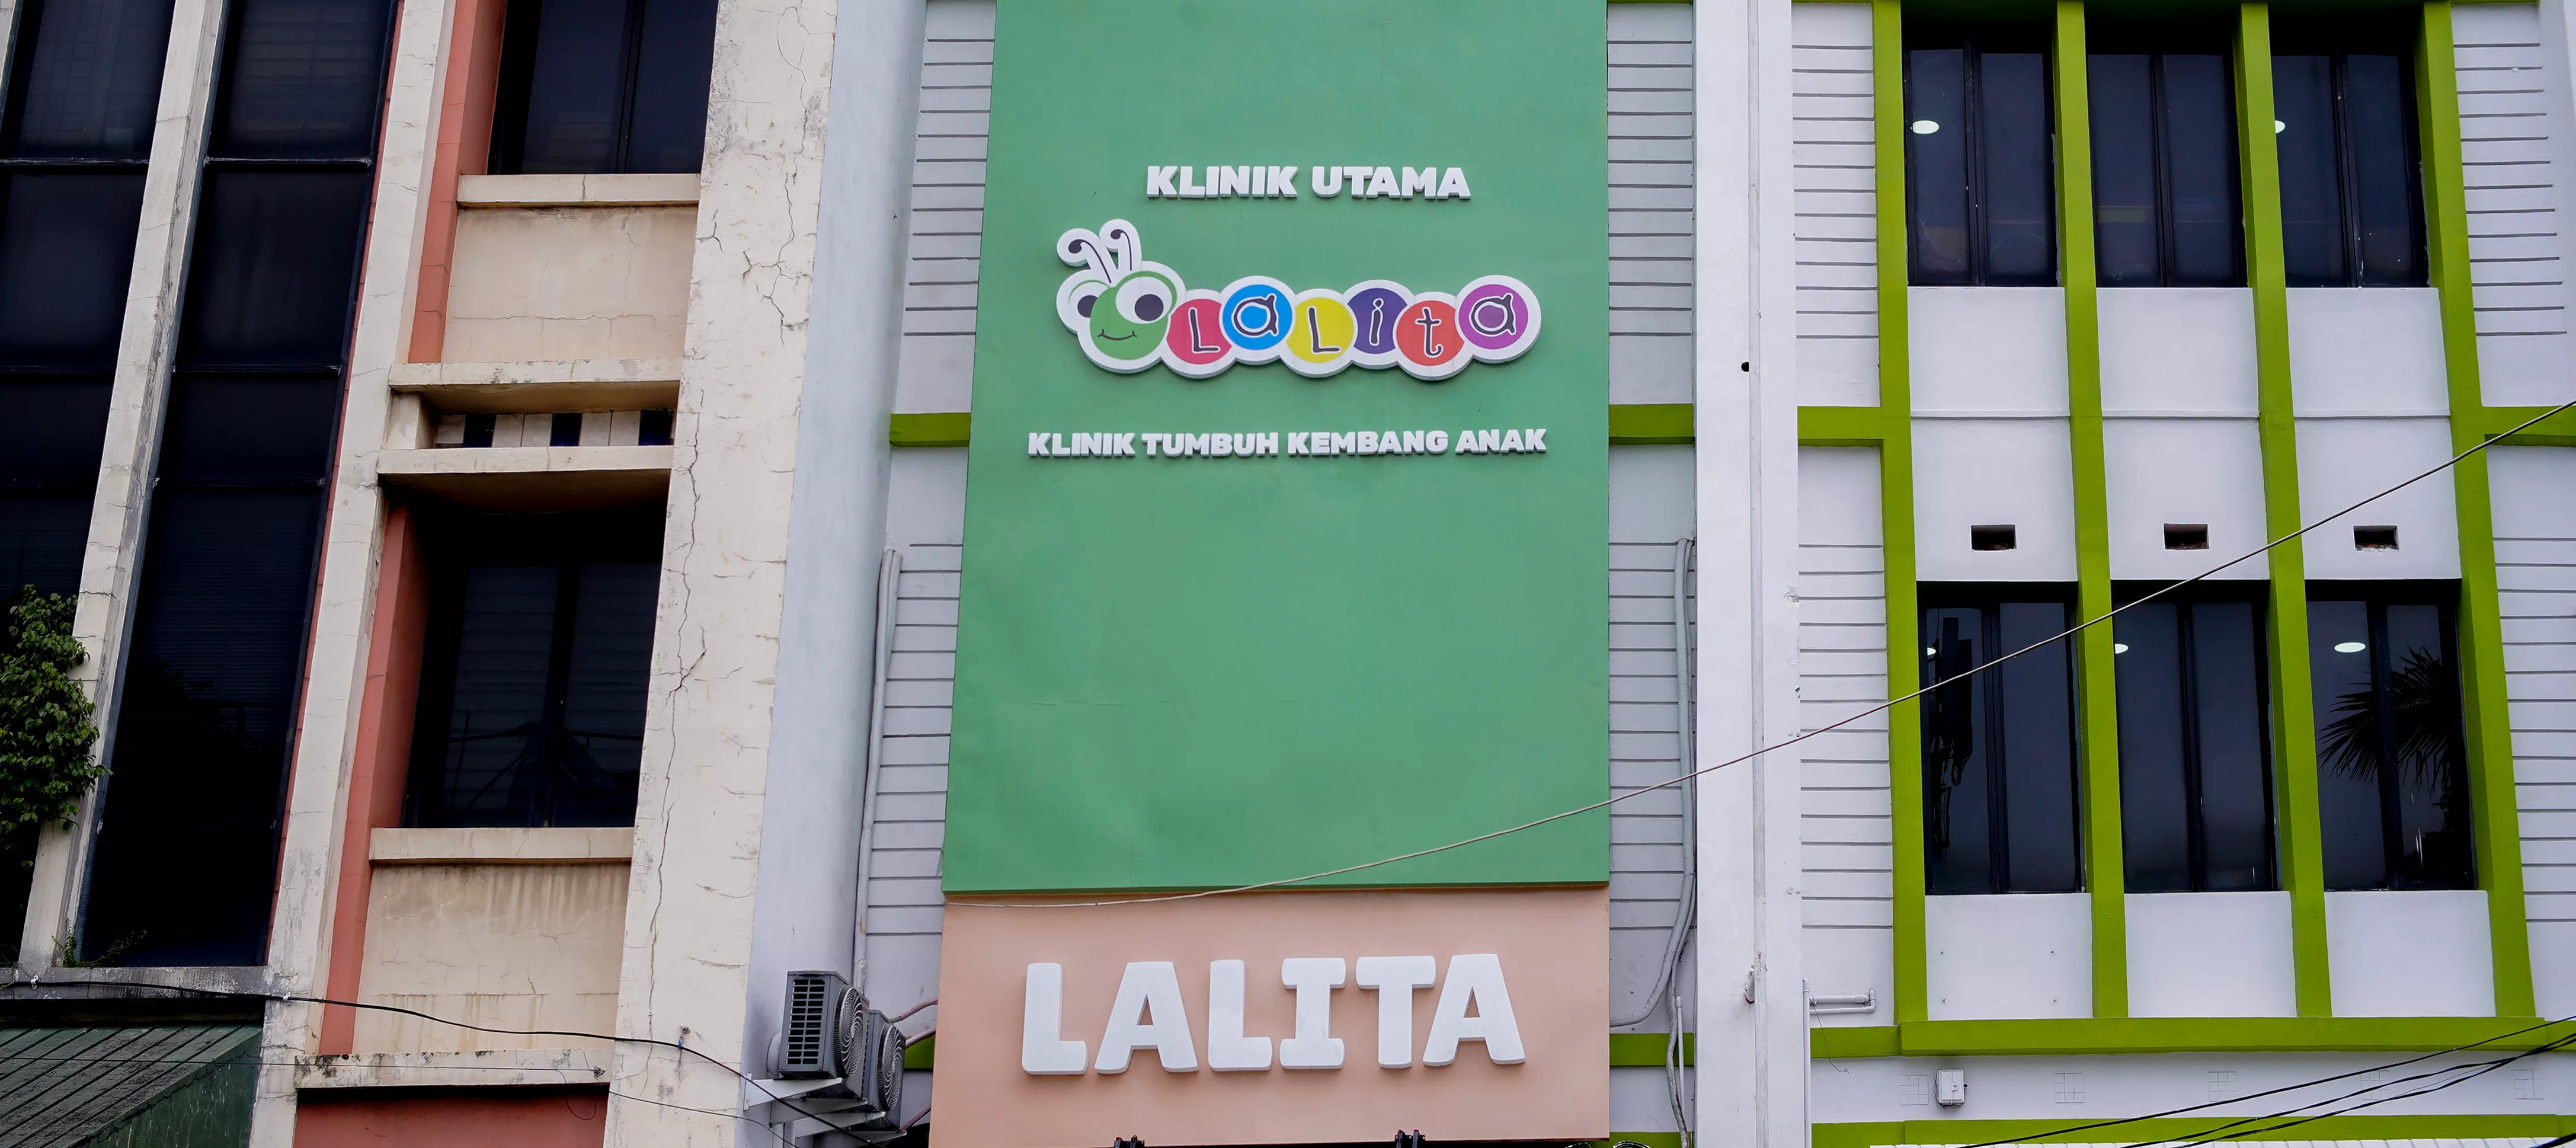 KLINIK UTAMA
Lalita
KLINIK TUMBUH KEMBANG ANAK
LALITA